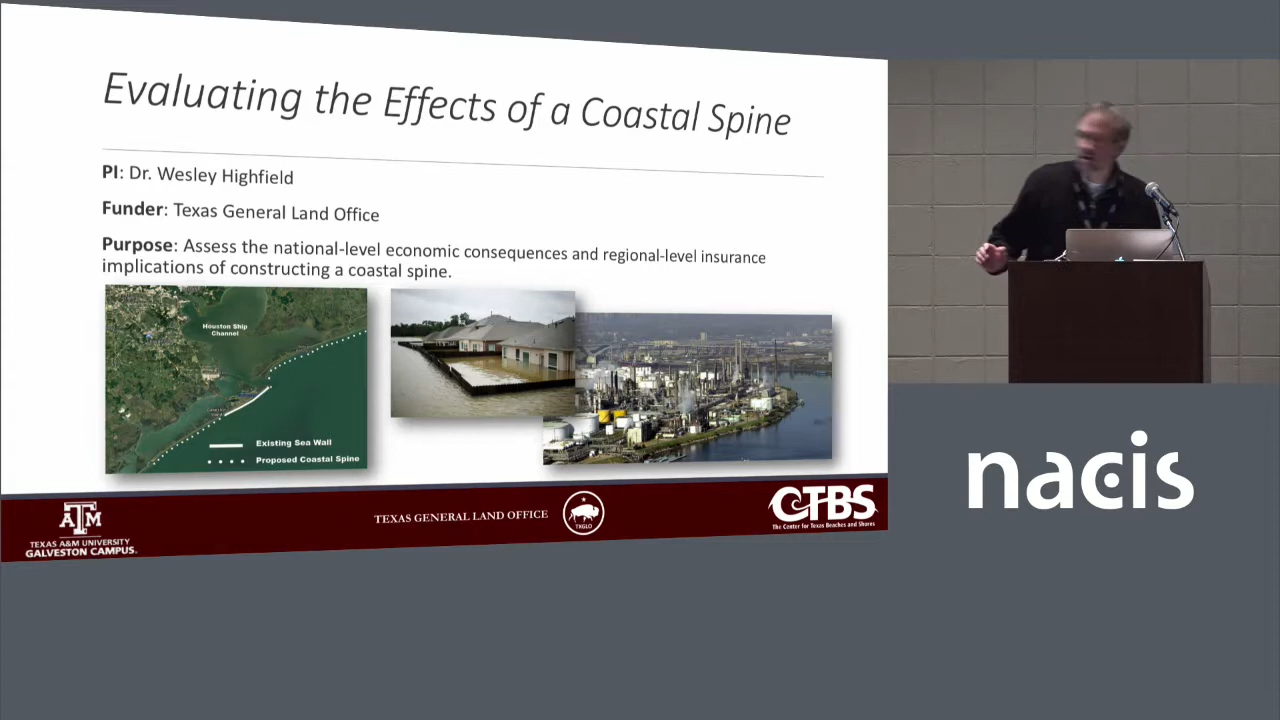 Evaluating the Effects of a Coastal Spine
PI: Dr. Wesley Highfield
Funder: Texas General Land Office
Purpose: Assess the national-level economic consequences and regional-level insurance
implications of constructing a coastal spine.
Houston Ship
Channel
Existing Sea Wall
Proposed Coastal Spine
ATM
TEXAS A&M UNIVERSITY
GALVESTON CAMPUS.
TEXAS GENERAL LAND OFFICE
TXGLO
CTBS
The Center for Texas Beaches and Shores
nacis